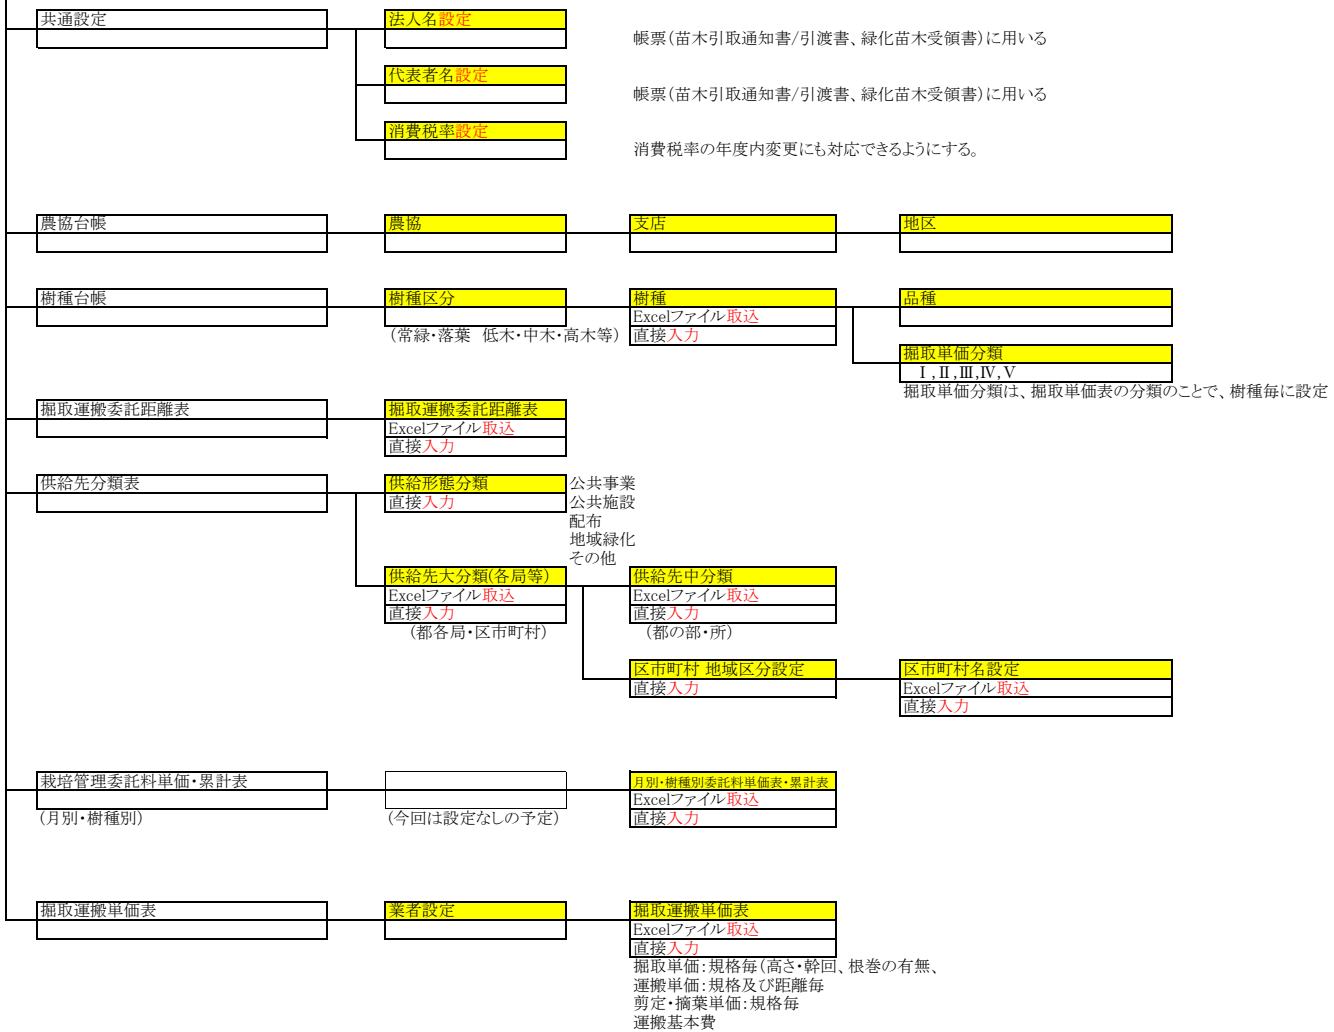 共通設定
法人名設定
帳票(苗木引取通知書/引渡書、緑化苗木受領書)に用いる
代表者名設定
帳票(苗木引取通知書/引渡書、緑化苗木受領書)に用いる
消費税率設定
消費税率の年度内変更にも対応できるようにする。
農協台帳
農協
支店
地区
樹種台帳
樹種区分
(常緑・落葉　低木・中木・高木等)
樹種
Excelファイル取込
直接入力
品種
掘取単価分類
Ⅰ,Ⅱ,Ⅲ,Ⅳ,Ⅴ
掘取単価分類は、掘取単価表の分類のことで、樹種毎に設定
掘取運搬委託距離表
掘取運搬委託距離表
Excelファイル取込
直接入力
供給先分類表
供給形態分類
直接入力
公共事業
公共施設
配布
地域緑化
その他
供給先大分類(各局等)
Excelファイル取込
直接入力
(都各局・区市町村)
供給先中分類
Excelファイル取込
直接入力
(都の部・所)
区市町村 地域区分設定
直接入力
区市町村名設定
Excelファイル取込
直接入力
栽培管理委託料単価・累計表
(月別・樹種別)
(今回は設定なしの予定)
月別・樹種別委託料単価表・累計表
Excelファイル取込
直接入力
掘取運搬単価表
業者設定
掘取運搬単価表
Excelファイル取込
直接入力
掘取単価:規格毎(高さ・幹回、根巻の有無、
運搬単価:規格及び距離毎
剪定・摘葉単価:規格毎
運搬基本費